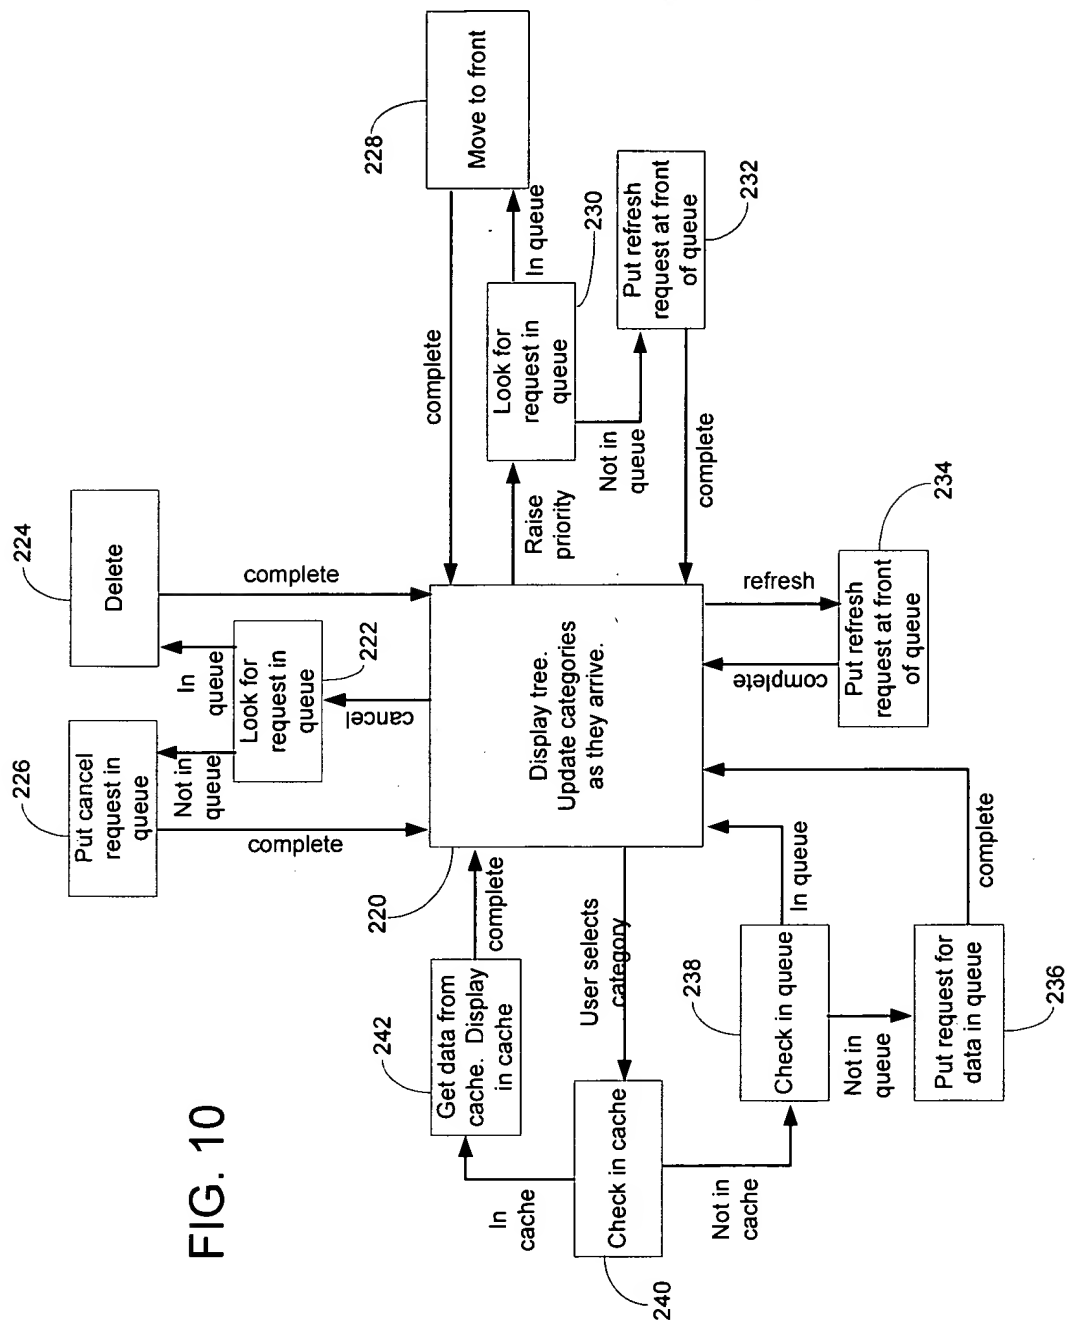 FIG. 10
Put cancel
request in
queue
226
Delete
224
Not in
queue
In
queue
Look for
request in
queue
222
complete
complete
cancel
Display tree.
Update categories
as they arrive.
220
Get data from
cache. Display
in cache
242
complete
In
cache
User selects
category
Check in cache
240
Not in
cache
Check in queue
238
In queue
Not in
queue
Put request for
data in queue
236
complete
refresh
complete
Put refresh
request at front
of queue
234
Raise
priority
Look for
request in
queue
230
In queue
Move to front
228
complete
Not in
queue
Put refresh
request at front
of queue
232
complete